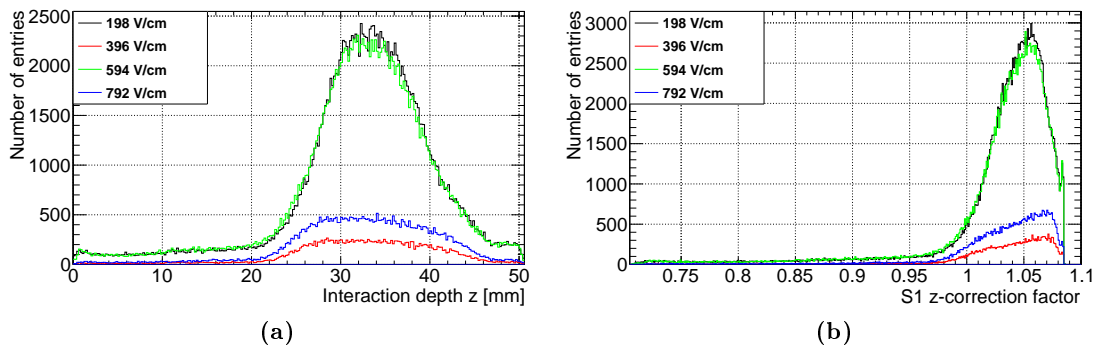 Number of entries
2500
2000
1500
1000
500
0
198 V/cm
396 V/cm
594 V/cm
792 V/cm
0 10 20 30 40 50
Interaction depth z [mm]
(a)
Number of entries
3000
2500
2000
1500
1000
500
0
198 V/cm
396 V/cm
594 V/cm
792 V/cm
0.75 0.8 0.85 0.9 0.95 1 1.05 1.1
S1 z-correction factor
(b)